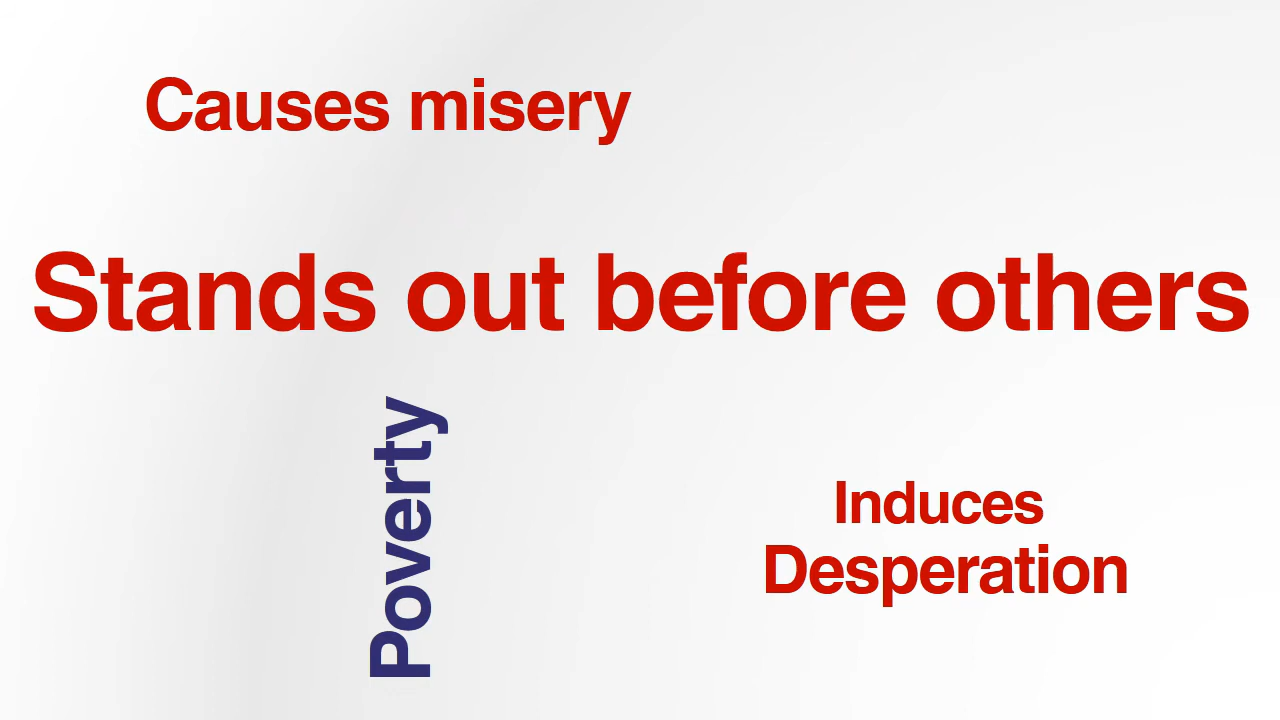 Causes misery
Stands out before others
Poverty
Induces
Desperation